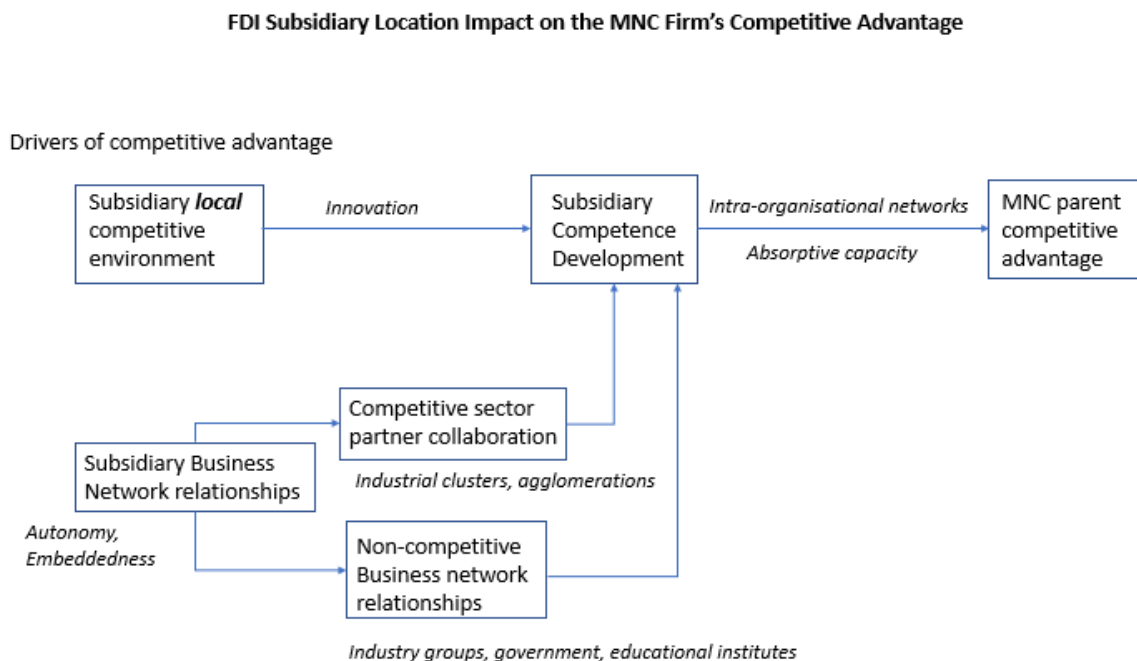 FDI Subsidiary Location Impact on the MNC Firm's Competitive Advantage
Drivers of competitive advantage
Subsidiary local
competitive
environment
Innovation
Subsidiary
Competence
Development
Intra-organisational networks
Absorptive capacity
MNC parent
competitive
advantage
Competitive sector
partner collaboration
Subsidiary Business
Network relationships
Industrial clusters, agglomerations
Autonomy,
Embeddedness
Non-competitive
Business network
relationships
Industry groups, government, educational institutes